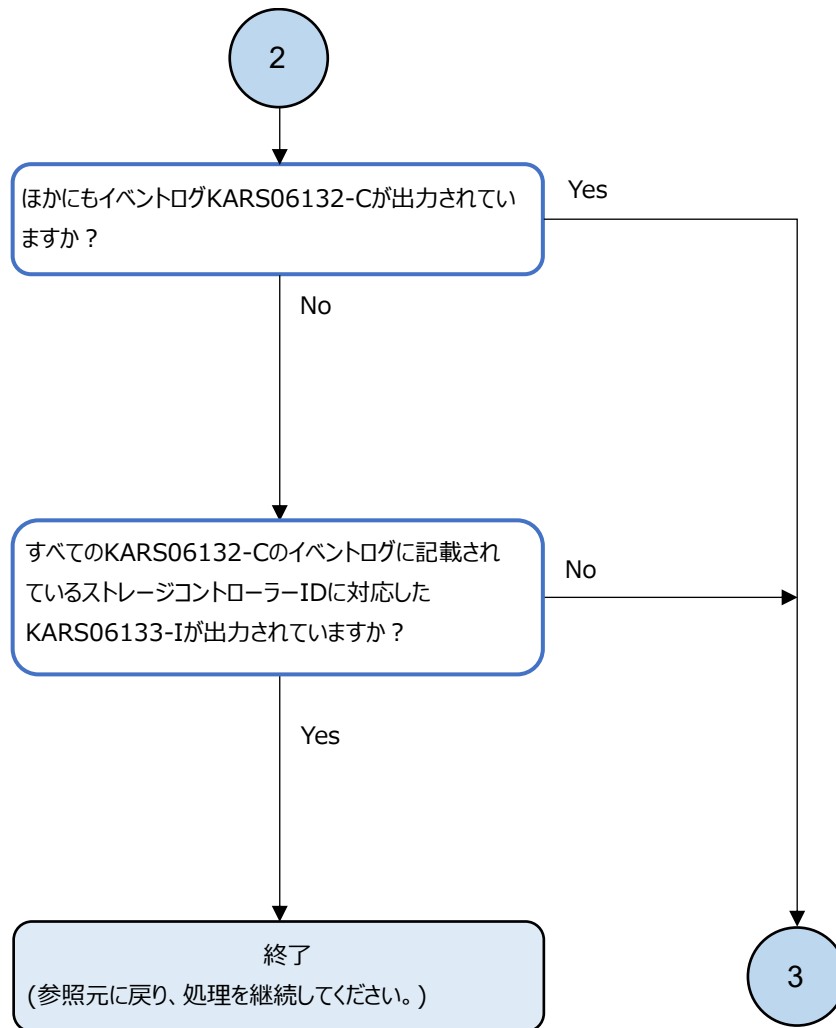 2
ほかにもイベントログKARS06132-Cが出力されてい
ますか？
Yes
No
すべてのKARS06132-Cのイベントログに記載され
ているストレージコントローラーIDに対応した
KARS06133-Iが出力されていますか？
No
Yes
終了
(参照元に戻り、処理を継続してください。)
3